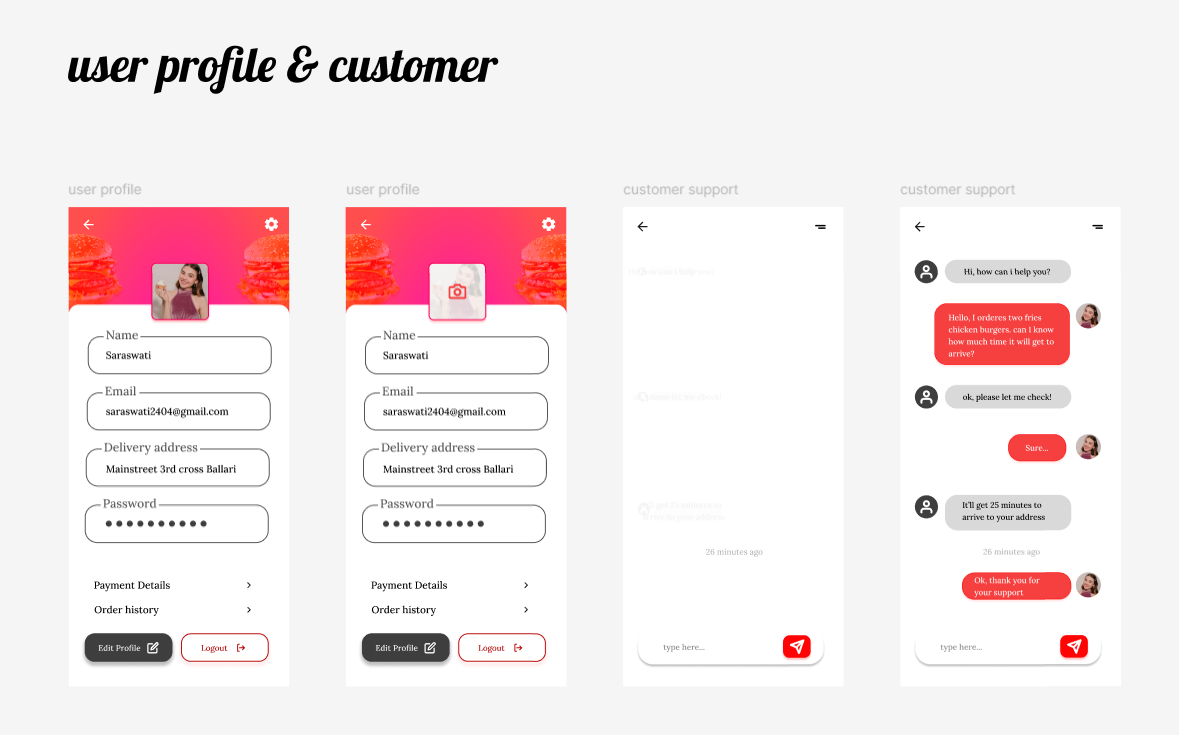 user profile & customer
user profile
Name
Saraswati
Email
saraswati2404@gmail.com
Delivery address
Mainstreet 3rd cross Ballari
Password
Payment Details
Order history
Edit Profile
Logout
user profile
Name
Saraswati
Email
saraswati2404@gmail.com
Delivery address
Mainstreet 3rd cross Ballari
Password
Payment Details
Order history
Edit Profile
Logout
customer support
26 minutes ago
type here...
customer support
Hi, how can i help you?
Hello, I orderes two fries
chicken burgers. can I know
how much time it will get to
arrive?
ok, please let me check!
Sure...
It'll get 25 minutes to
arrive to your address
26 minutes ago
Ok, thank you for
your support
type here...